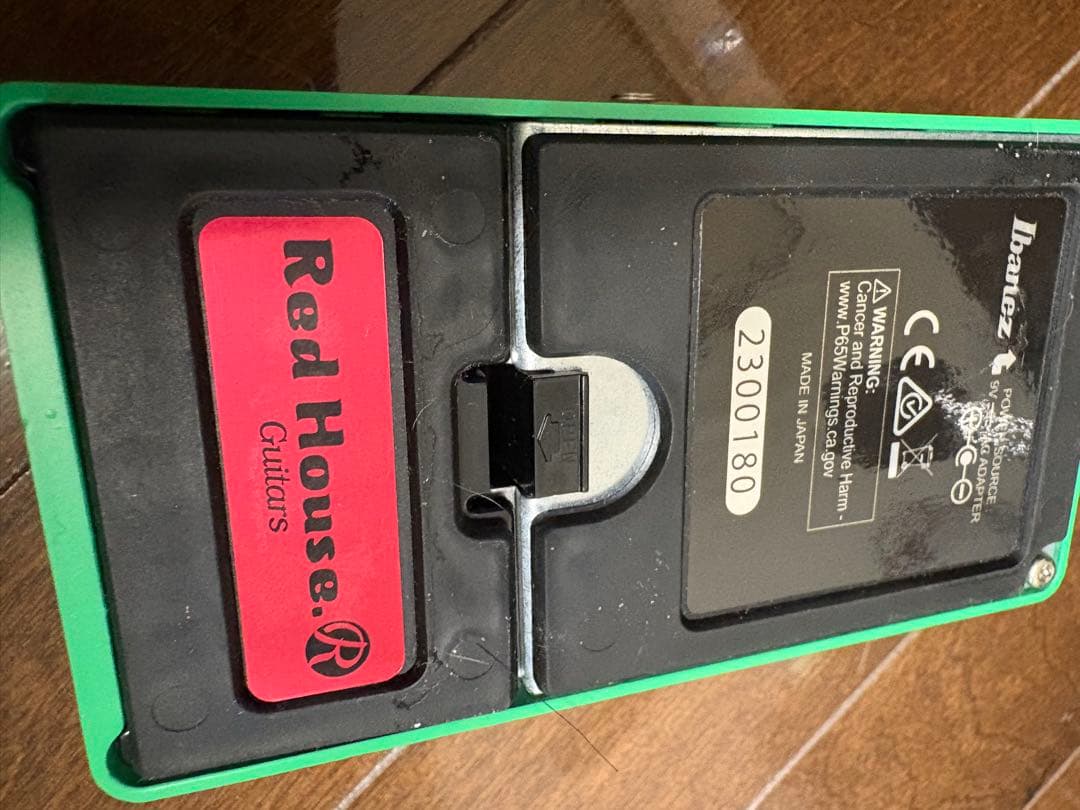 Ibanez
POWER SOURCE
ADAPTER
CE
⚠ WARNING:
Cancer and Reproductive Harm -
www.P65Warnings.ca.gov
MADE IN JAPAN
2300180
OPEN
Red House.R
Guitars